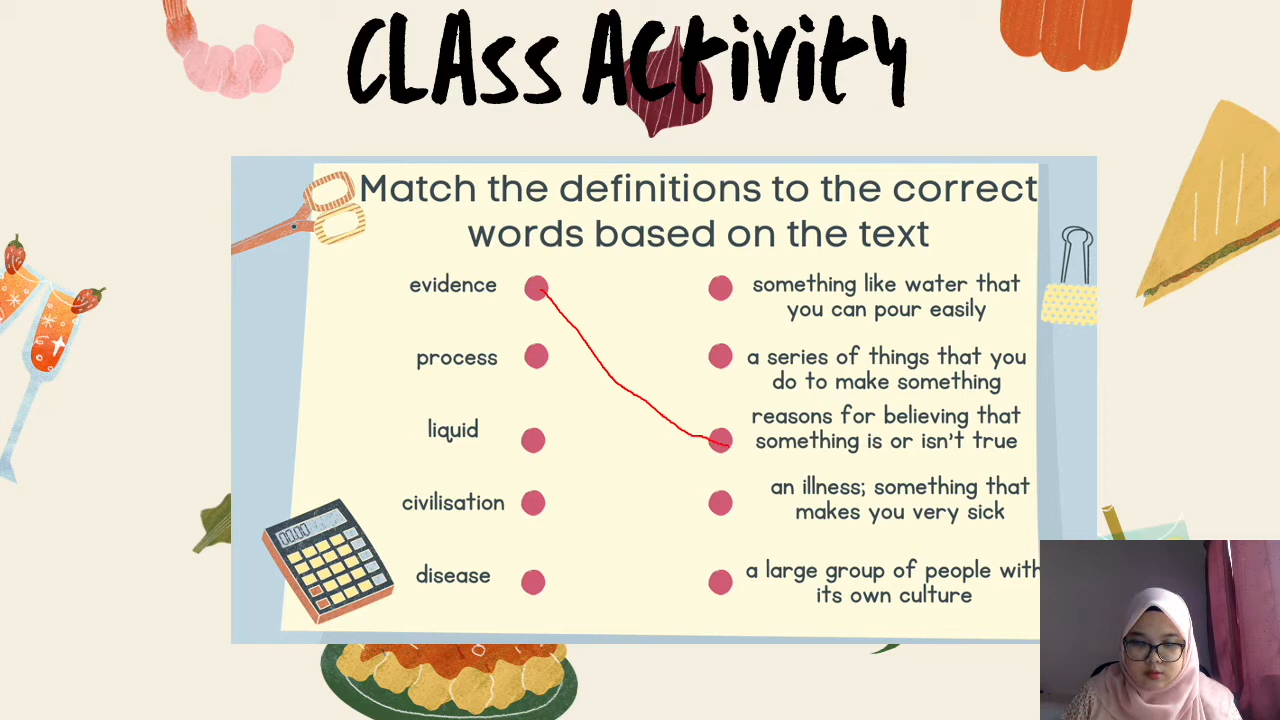 CLAss ActivitY
Match the definitions to the correct
words based on the text
evidence
something like water that
you can pour easily
process
a series of things that you
do to make something
liquid
reasons for believing that
something is or isn't true
civilisation
an illness; something that
makes you very sick
disease
a large group of people with
its own culture
00.00